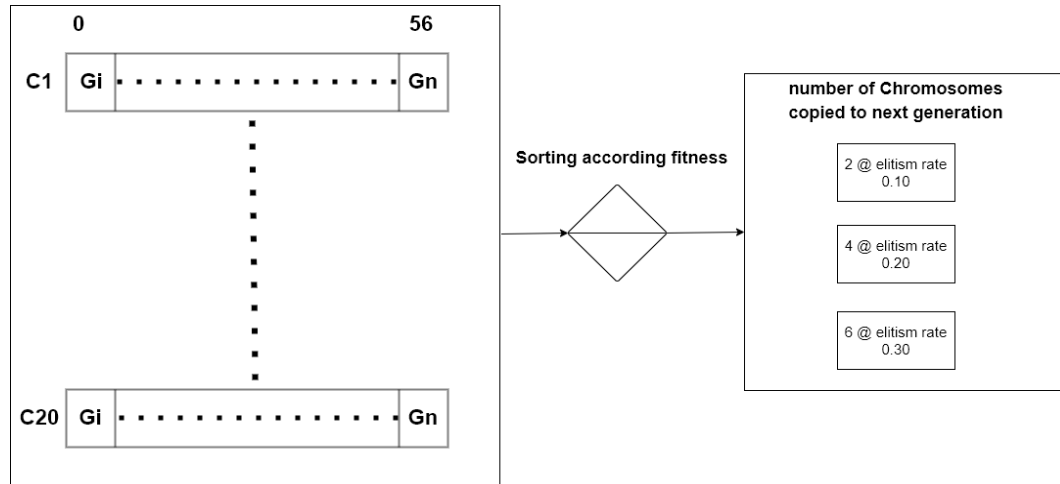 0 56
C1 Gi Gn
C20 Gi Gn
Sorting according fitness
number of Chromosomes
copied to next generation
2 @ elitism rate
0.10
4 @ elitism rate
0.20
6 @ elitism rate
0.30